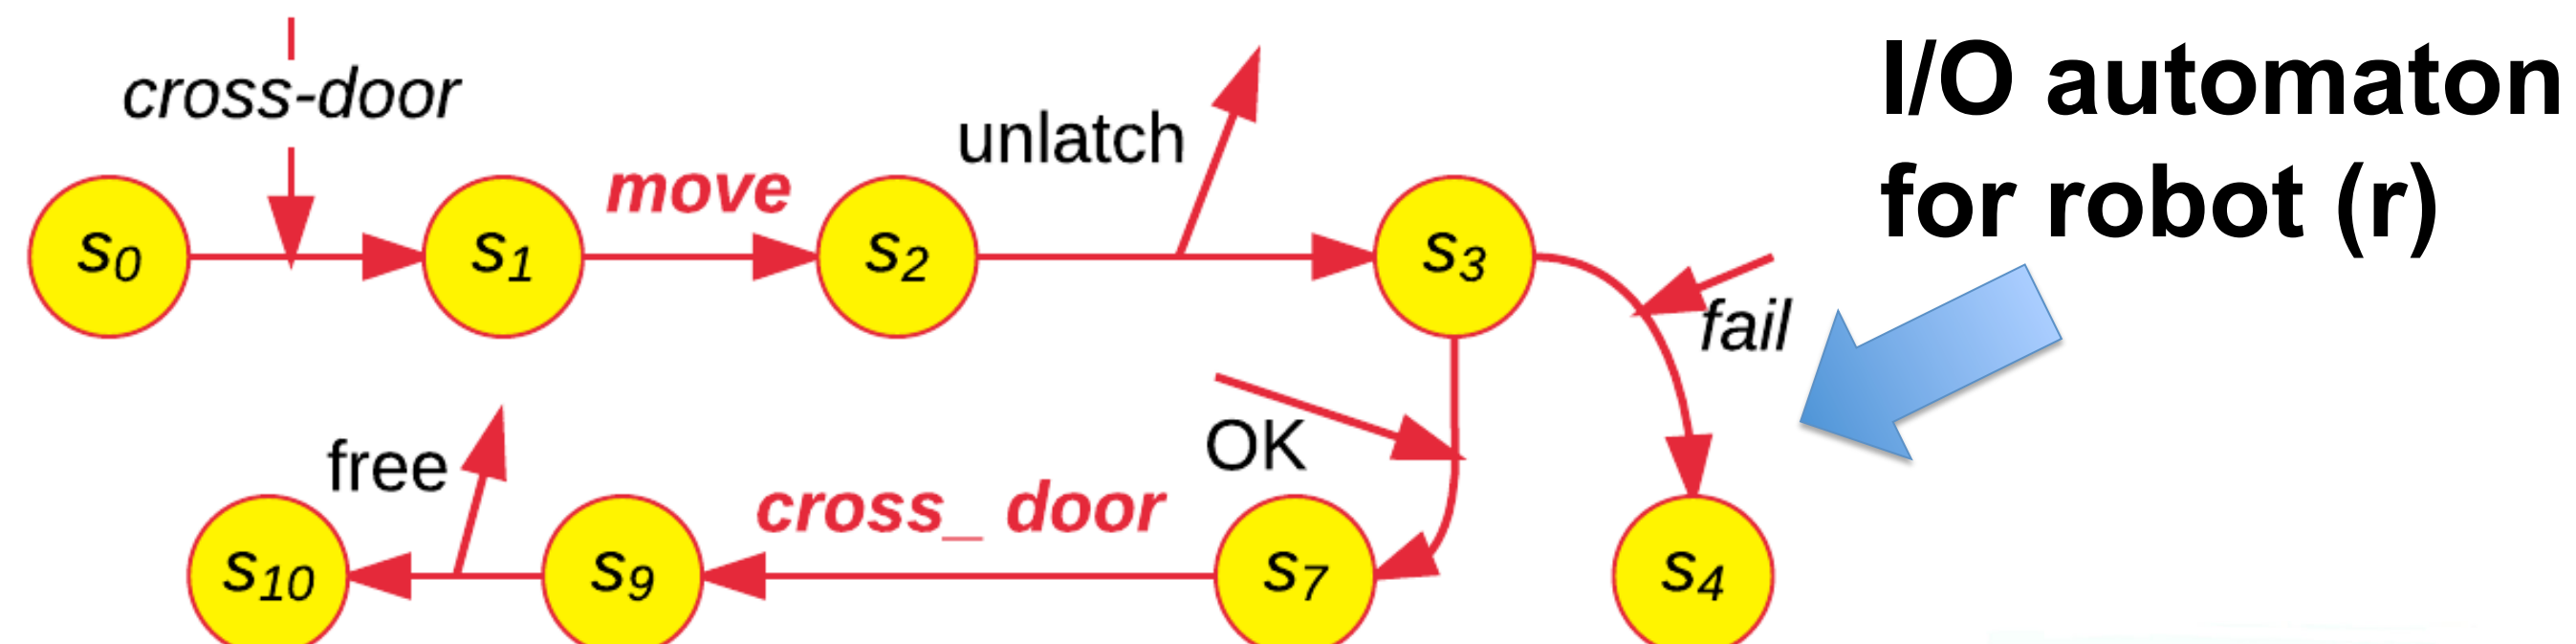 cross-door
unlatch
move
I/O automaton
for robot (r)
s0
s1
s2
s3
fail
OK
free
cross_ door
s10
s9
s7
s4